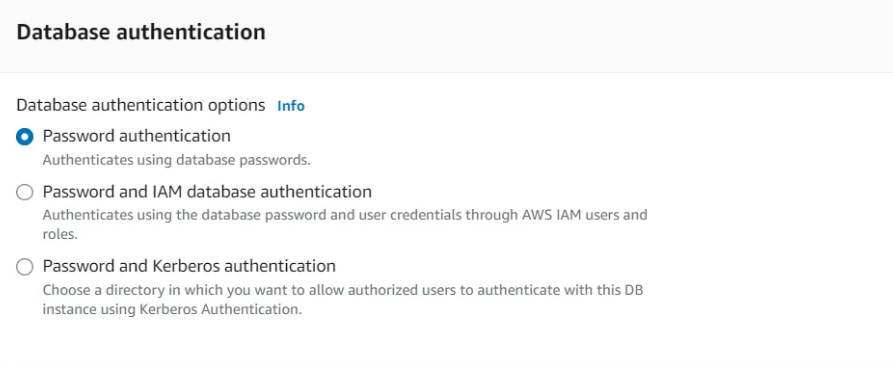 Database authentication
Database authentication options Info
Password authentication
Authenticates using database passwords.
Password and IAM database authentication
Authenticates using the database password and user credentials through AWS IAM users and
roles.
Password and Kerberos authentication
Choose a directory in which you want to allow authorized users to authenticate with this DB
instance using Kerberos Authentication.